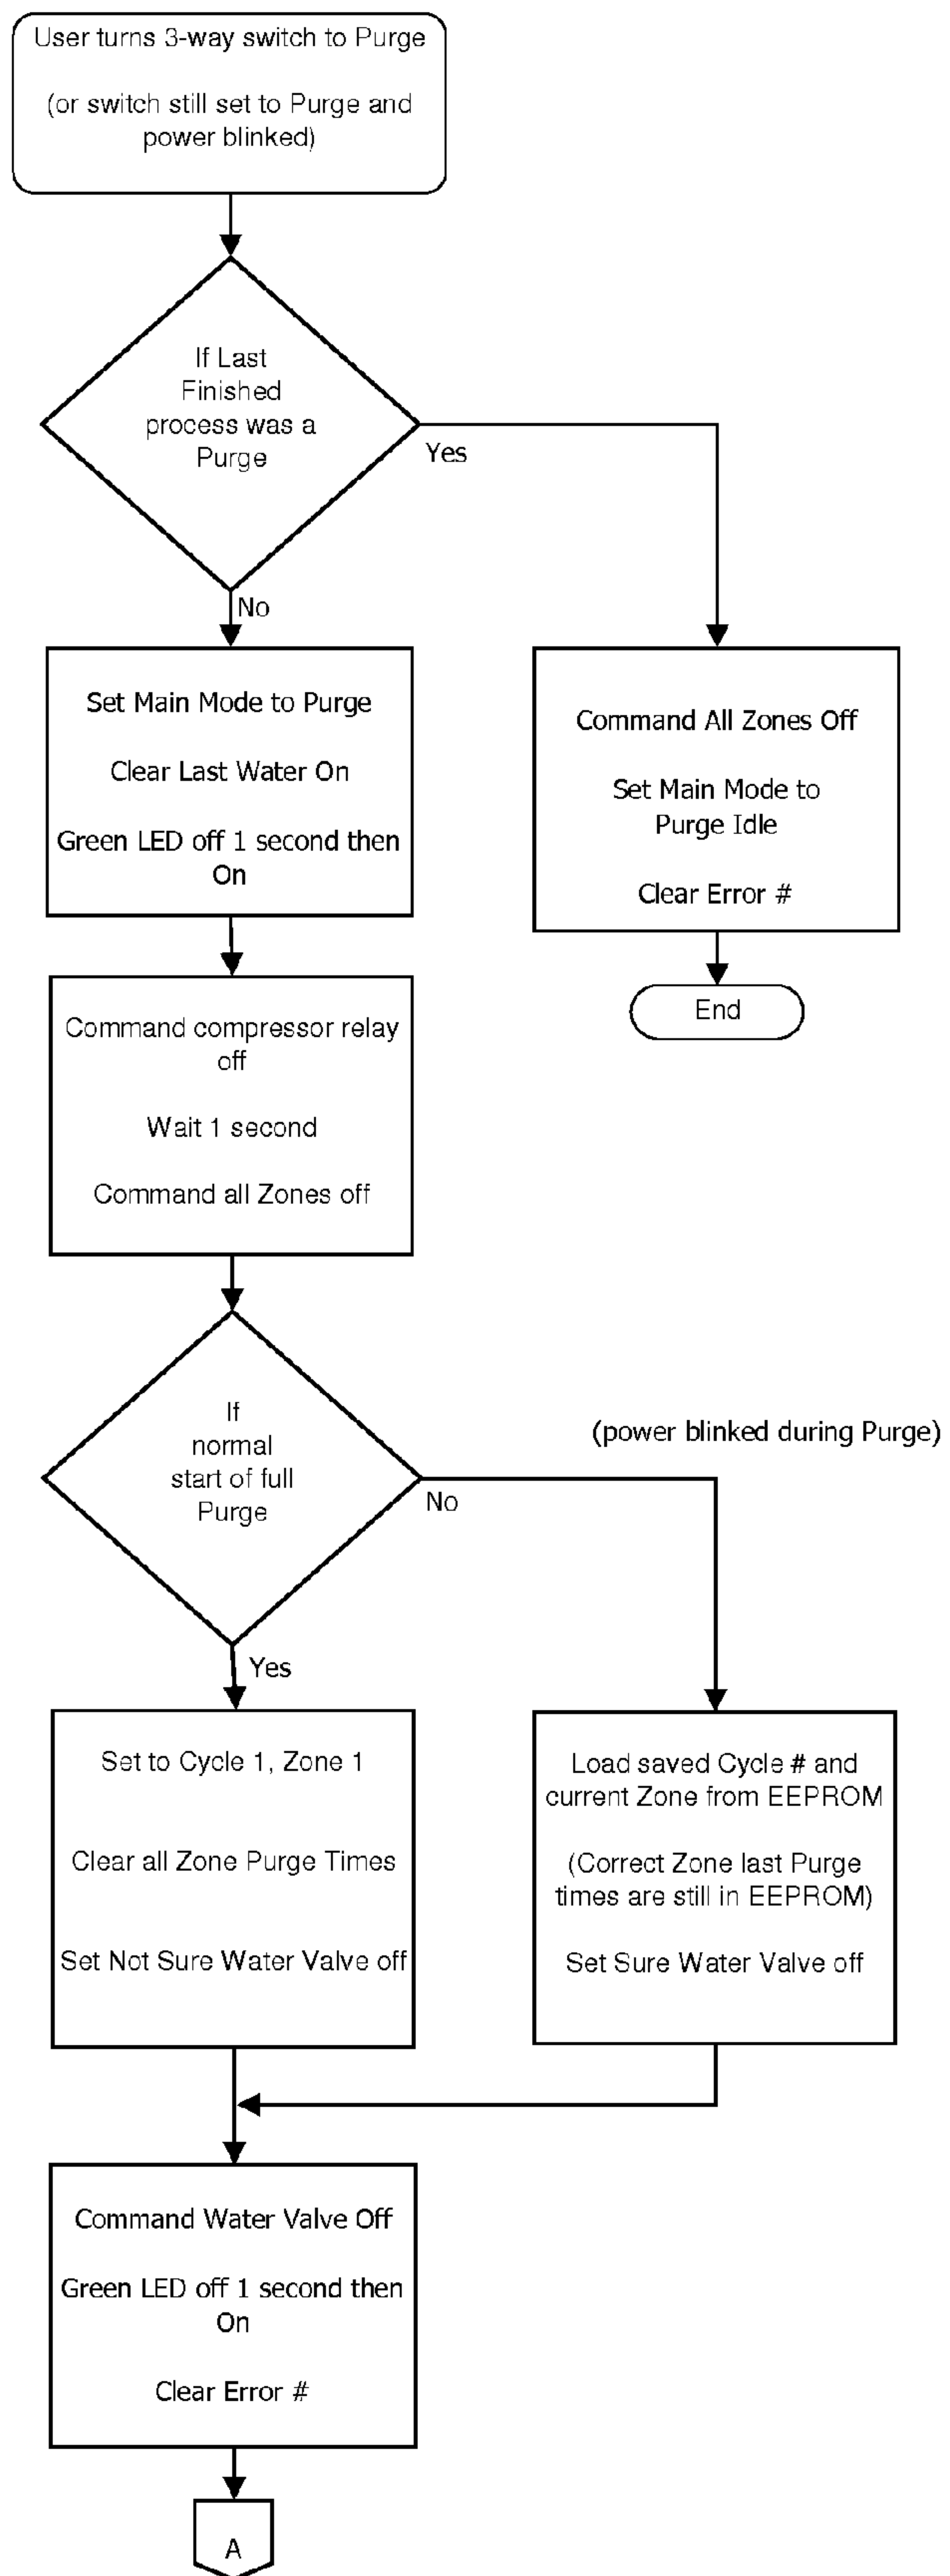 User turns 3-way switch to Purge
(or switch still set to Purge and
power blinked)
If Last
Finished
process was a
Purge
Yes
No
Set Main Mode to Purge
Clear Last Water On
Green LED off 1 second then
On
Command All Zones Off
Set Main Mode to
Purge Idle
Clear Error #
End
Command compressor relay
off
Wait 1 second
Command all Zones off
If
normal
start of full
Purge
(power blinked during Purge)
No
Yes
Set to Cycle 1, Zone 1
Clear all Zone Purge Times
Set Not Sure Water Valve off
Load saved Cycle # and
current Zone from EEPROM
(Correct Zone last Purge
times are still in EEPROM)
Set Sure Water Valve off
Command Water Valve Off
Green LED off 1 second then
On
Clear Error #
A